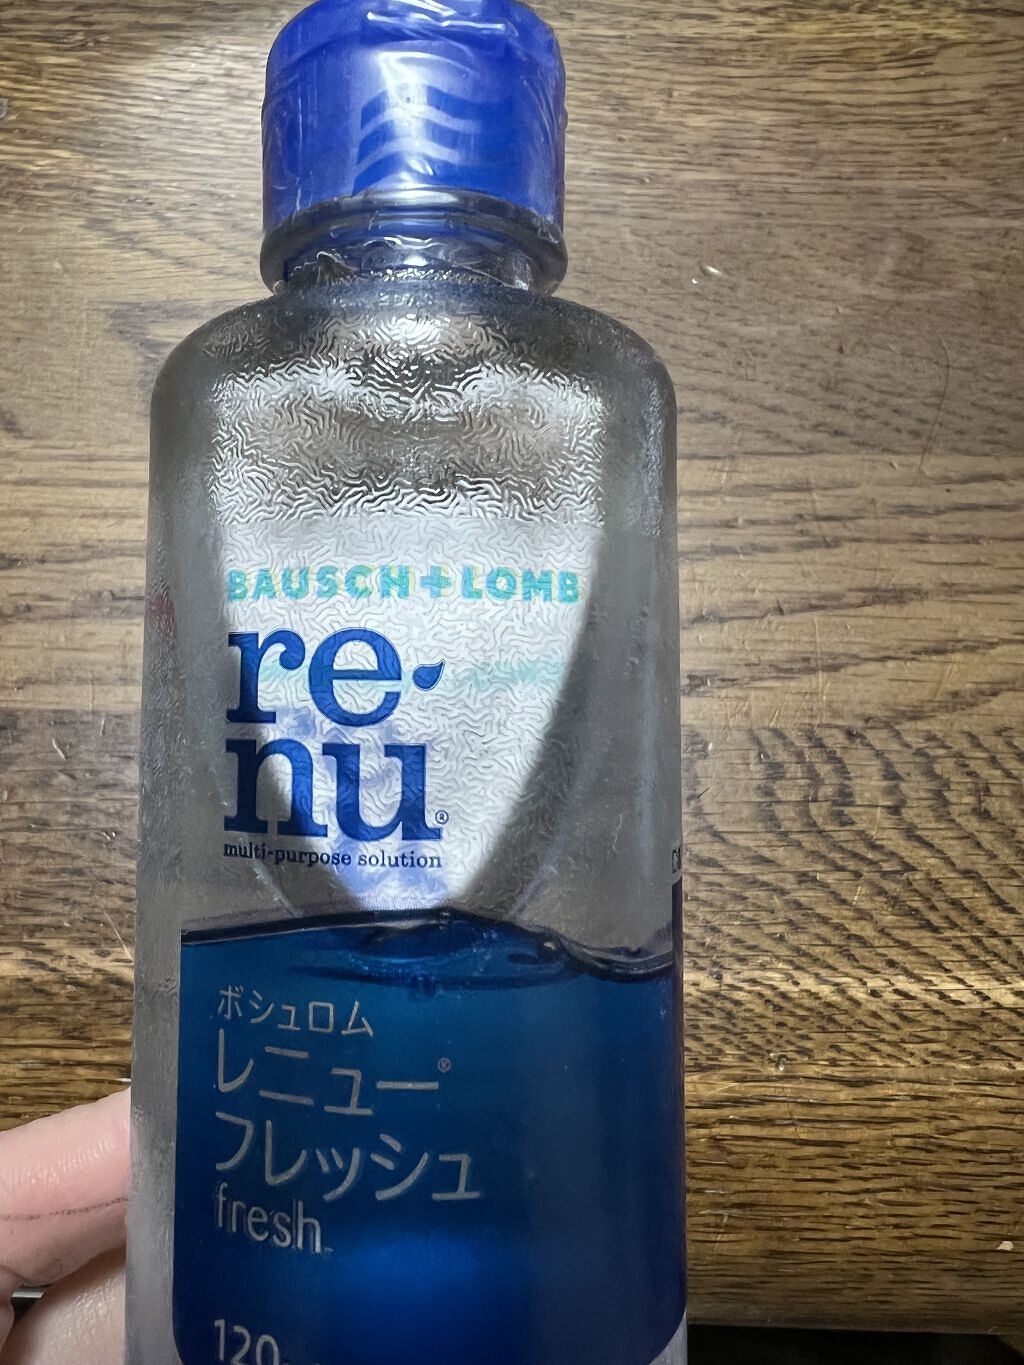 BAUSCH + LOMB
re
nu®
multi-purpose solution
ボシュロム
レニュー®
フレッシュ
fresh
120